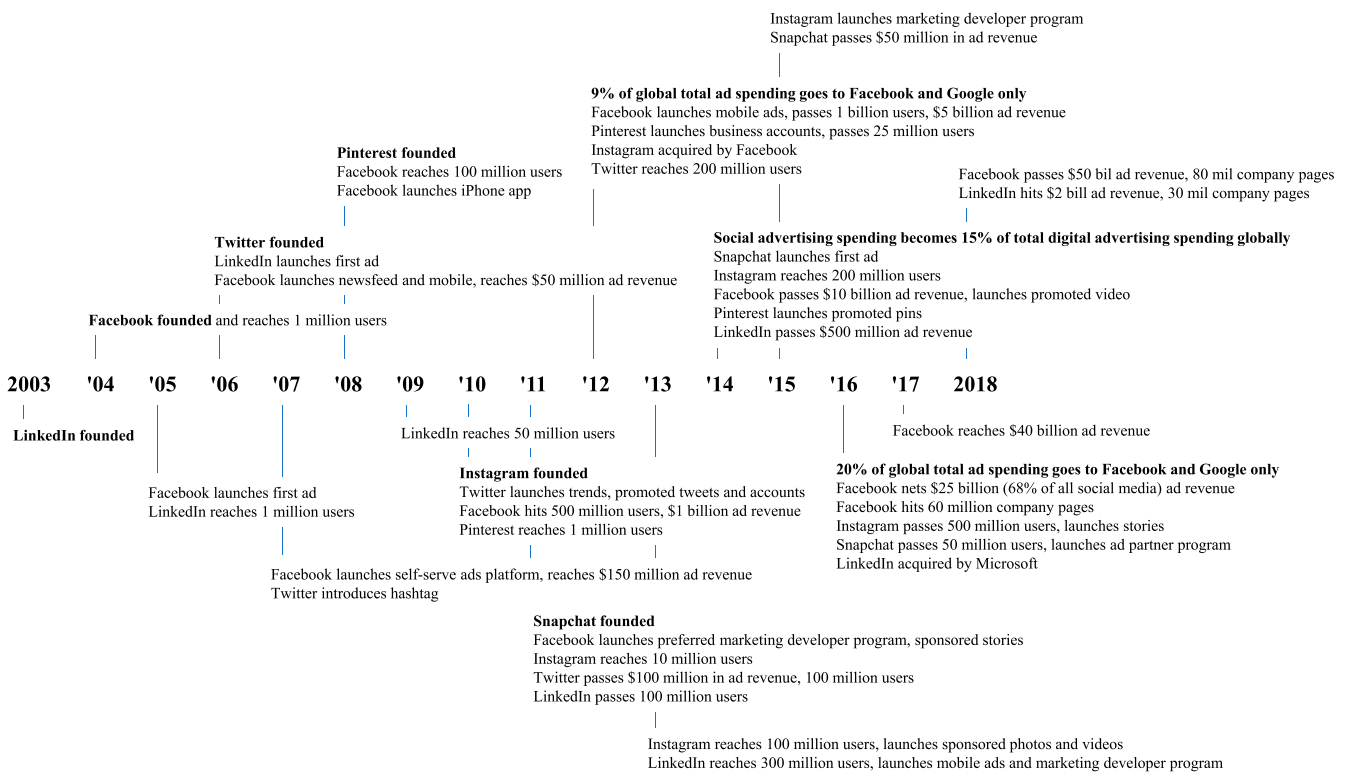 Instagram launches marketing developer program
Snapchat passes $50 million in ad revenue
9% of global total ad spending goes to Facebook and Google only
Facebook launches mobile ads, passes 1 billion users, $5 billion ad revenue
Pinterest launches business accounts, passes 25 million users
Instagram acquired by Facebook
Twitter reaches 200 million users
Pinterest founded
Facebook reaches 100 million users
Facebook launches iPhone app
Facebook passes $50 bil ad revenue, 80 mil company pages
LinkedIn hits $2 bill ad revenue, 30 mil company pages
Twitter founded
LinkedIn launches first ad
Facebook launches newsfeed and mobile, reaches $50 million ad revenue
Social advertising spending becomes 15% of total digital advertising spending globally
Snapchat launches first ad
Instagram reaches 200 million users
Facebook passes $10 billion ad revenue, launches promoted video
Pinterest launches promoted pins
LinkedIn passes $500 million ad revenue
Facebook founded and reaches 1 million users
2003 '04 '05 '06 '07 '08 '09 '10 '11 '12 '13 '14 '15 '16 '17 2018
LinkedIn founded
LinkedIn reaches 50 million users
Facebook reaches $40 billion ad revenue
Facebook launches first ad
LinkedIn reaches 1 million users
Instagram founded
Twitter launches trends, promoted tweets and accounts
Facebook hits 500 million users, $1 billion ad revenue
Pinterest reaches 1 million users
20% of global total ad spending goes to Facebook and Google only
Facebook nets $25 billion (68% of all social media) ad revenue
Facebook hits 60 million company pages
Instagram passes 500 million users, launches stories
Snapchat passes 50 million users, launches ad partner program
LinkedIn acquired by Microsoft
Facebook launches self-serve ads platform, reaches $150 million ad revenue
Twitter introduces hashtag
Snapchat founded
Facebook launches preferred marketing developer program, sponsored stories
Instagram reaches 10 million users
Twitter passes $100 million in ad revenue, 100 million users
LinkedIn passes 100 million users
Instagram reaches 100 million users, launches sponsored photos and videos
LinkedIn reaches 300 million users, launches mobile ads and marketing developer program